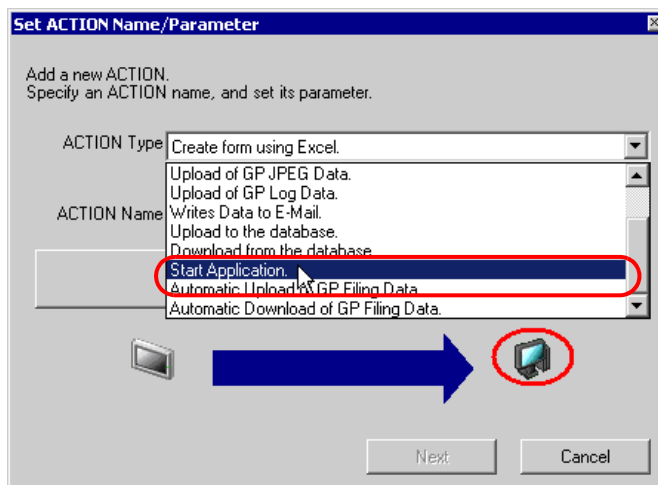 Set ACTION Name/Parameter
Add a new ACTION.
Specify an ACTION name, and set its parameter.
ACTION Type Create form using Excel.
Upload of GP JPEG Data.
Upload of GP Log Data.
ACTION Name Writes Data to E-Mail.
Upload to the database.
Download from the database.
Start Application.
Automatic Upload of GP Filing Data.
Automatic Download of GP Filing Data.
Next Cancel